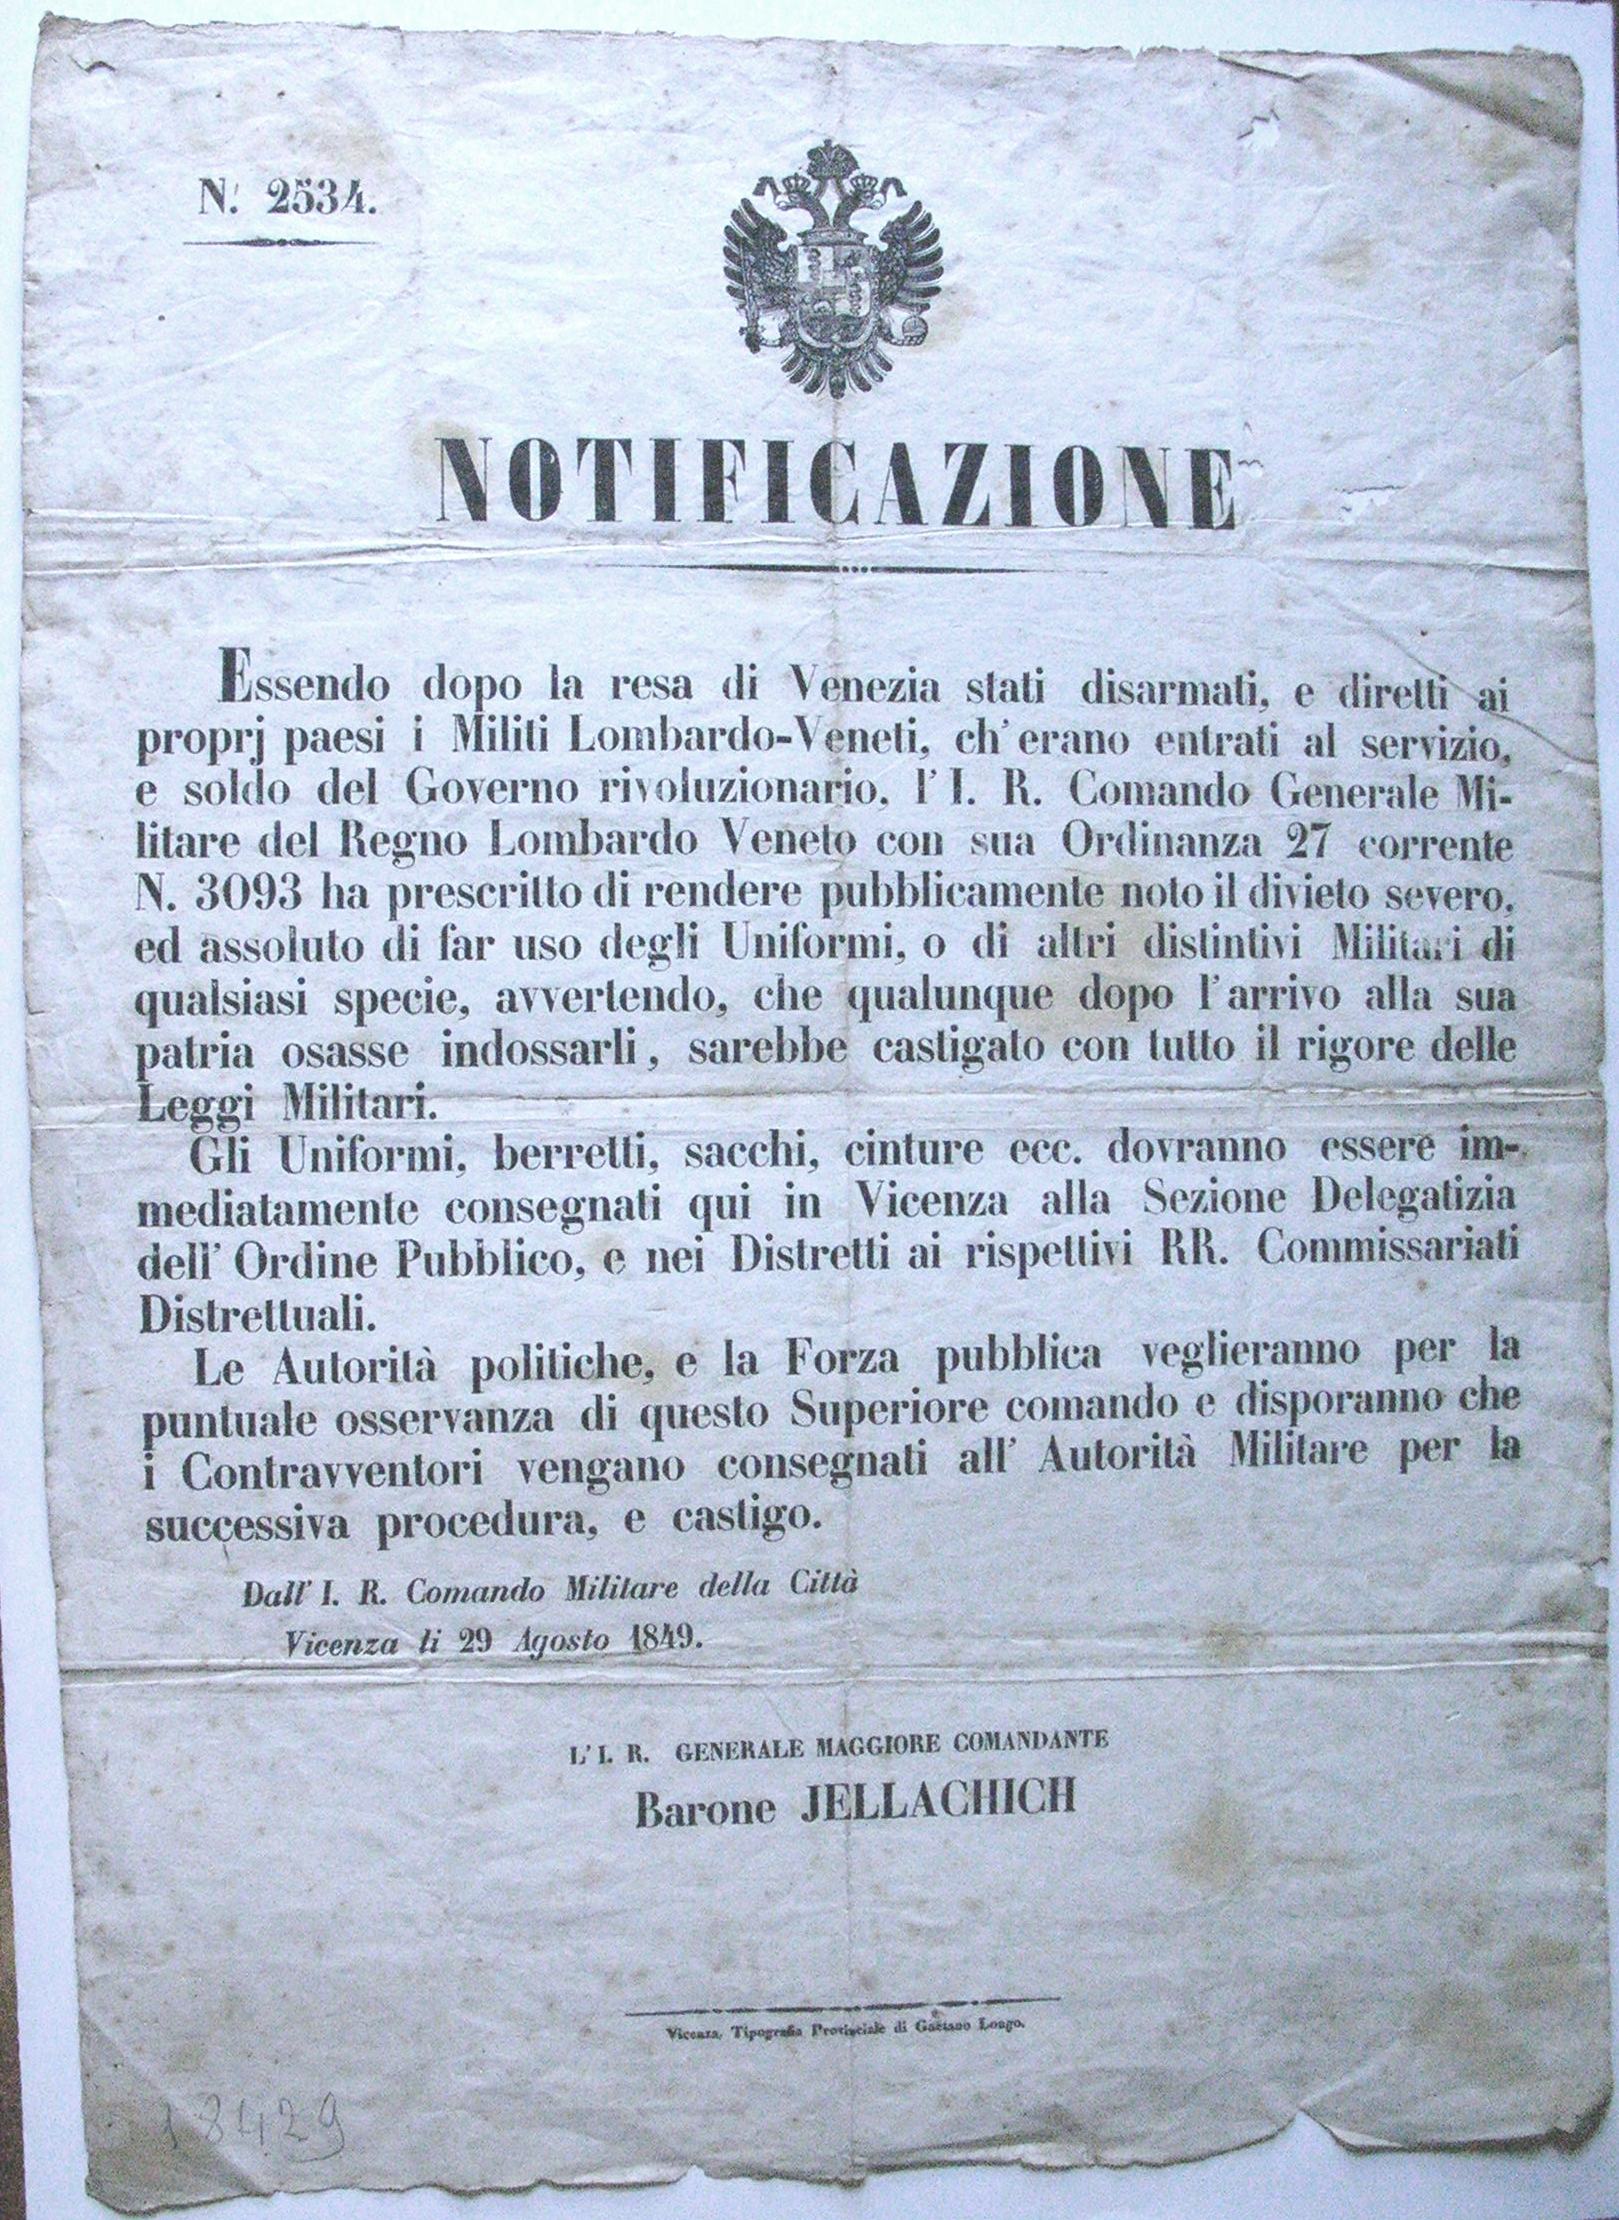 N.° 2534.
NOTIFICAZIONE
Essendo dopo la resa di Venezia stati disarmati, e diretti ai
proprj paesi i Militi Lombardo-Veneti, ch'erano entrati al servizio,
e soldo del Governo rivoluzionario, l'I. R. Comando Generale Mi-
litare del Regno Lombardo Veneto con sua Ordinanza 27 corrente
N. 3093 ha prescritto di rendere pubblicamente noto il divieto severo,
ed assoluto di far uso degli Uniformi, o di altri distintivi Militari di
qualsiasi specie, avvertendo, che qualunque dopo l'arrivo alla sua
patria osasse indossarli, sarebbe castigato con tutto il rigore delle
Leggi Militari.
Gli Uniformi, berretti, sacchi, cinture ecc. dovranno essere im-
mediatamente consegnati qui in Vicenza alla Sezione Delegatizia
dell'Ordine Pubblico, e nei Distretti ai rispettivi RR. Commissariati
Distrettuali.
Le Autorità politiche, e la Forza pubblica veglieranno per la
puntuale osservanza di questo Superiore comando e disporanno che
i Contravventori vengano consegnati all'Autorità Militare per la
successiva procedura, e castigo.
Dall'I. R. Comando Militare della Città
Vicenza li 29 Agosto 1849.
L'I. R. GENERALE MAGGIORE COMANDANTE
Barone JELLACHICH
Vicenza, Tipografia Provinciale di Gaetano Longo.
18429